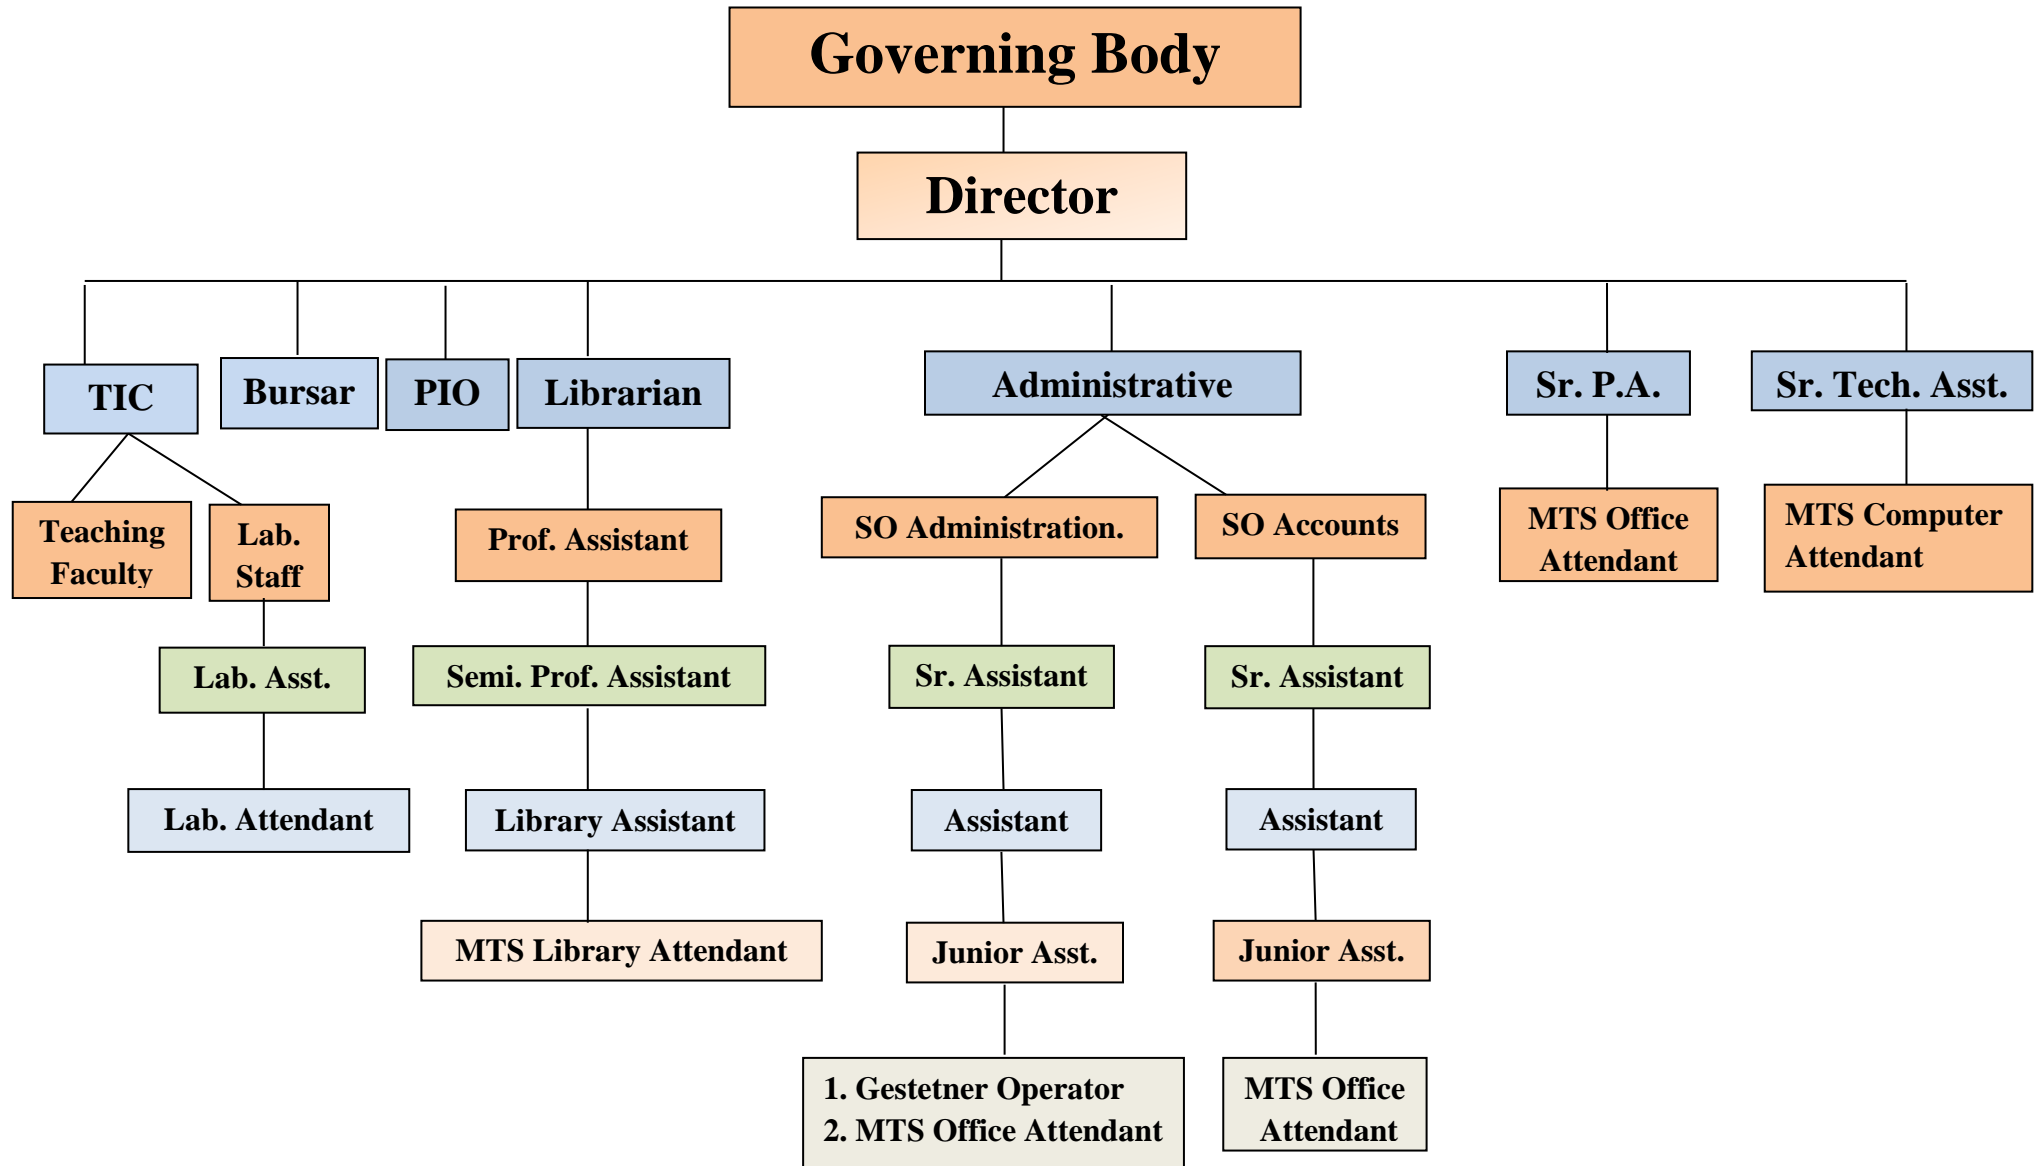 Governing Body
Director
TIC
Bursar
PIO
Librarian
Administrative
Sr. P.A.
Sr. Tech. Asst.
Teaching
Faculty
Lab.
Staff
Prof. Assistant
SO Administration.
SO Accounts
MTS Office
Attendant
MTS Computer
Attendant
Lab. Asst.
Semi. Prof. Assistant
Sr. Assistant
Sr. Assistant
Lab. Attendant
Library Assistant
Assistant
Assistant
MTS Library Attendant
Junior Asst.
Junior Asst.
1. Gestetner Operator
2. MTS Office Attendant
MTS Office
Attendant